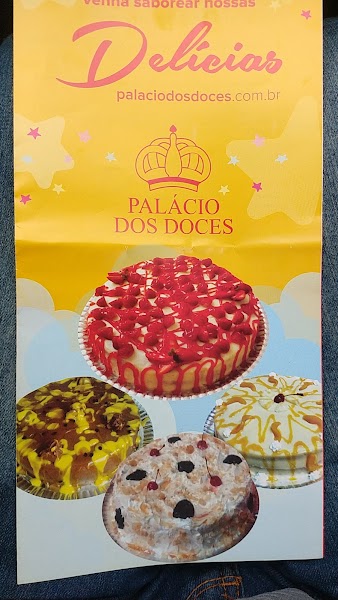 venha saborear nossas
Delícias
palaciodosdoces.com.br
PALÁCIO
DOS DOCES